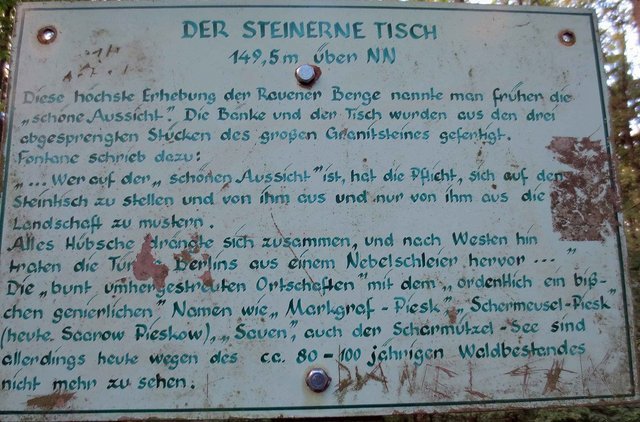 DER STEINERNE TISCH
149,5m über NN
Diese höchste Erhebung der Rauener Berge nannte man früher die
„schöne Aussicht". Die Bänke und der Tisch wurden aus den drei
abgesprengten Stücken des großen Granitsteines gefertigt.
Fontane schrieb dazu:
„... Wer auf der „schönen Aussicht" ist, hat die Pflicht, sich auf den
Steintisch zu stellen und von ihm aus und nur von ihm aus die
Landschaft zu mustern.
Alles Hübsche drängte sich zusammen, und nach Westen hin
traten die Türme Berlins aus einem Nebelschleier hervor ... "
Die „bunt umhergestreuten Ortschaften" mit dem „ordentlich ein biß-
chen genierlichen" Namen wie „Markgraf-Piesk", „Schermeusel-Piesk"
(heute Saarow Pieskow), „Sauen", auch der Scharmützel-See sind
allerdings heute wegen des ca. 80-100 jährigen Waldbestandes
nicht mehr zu sehen.